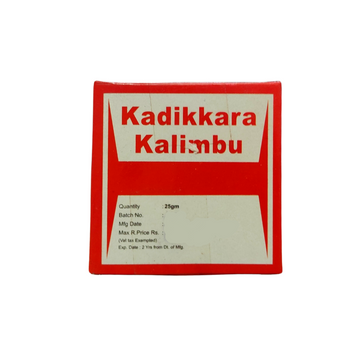 Kadikkara
Kalimbu
Quantity 25gm
Batch No.
Mfg Date
Max R.Price Rs.
(Vat tax Exempted)
Exp. Date : 2 Yrs from Dt. of Mfg.